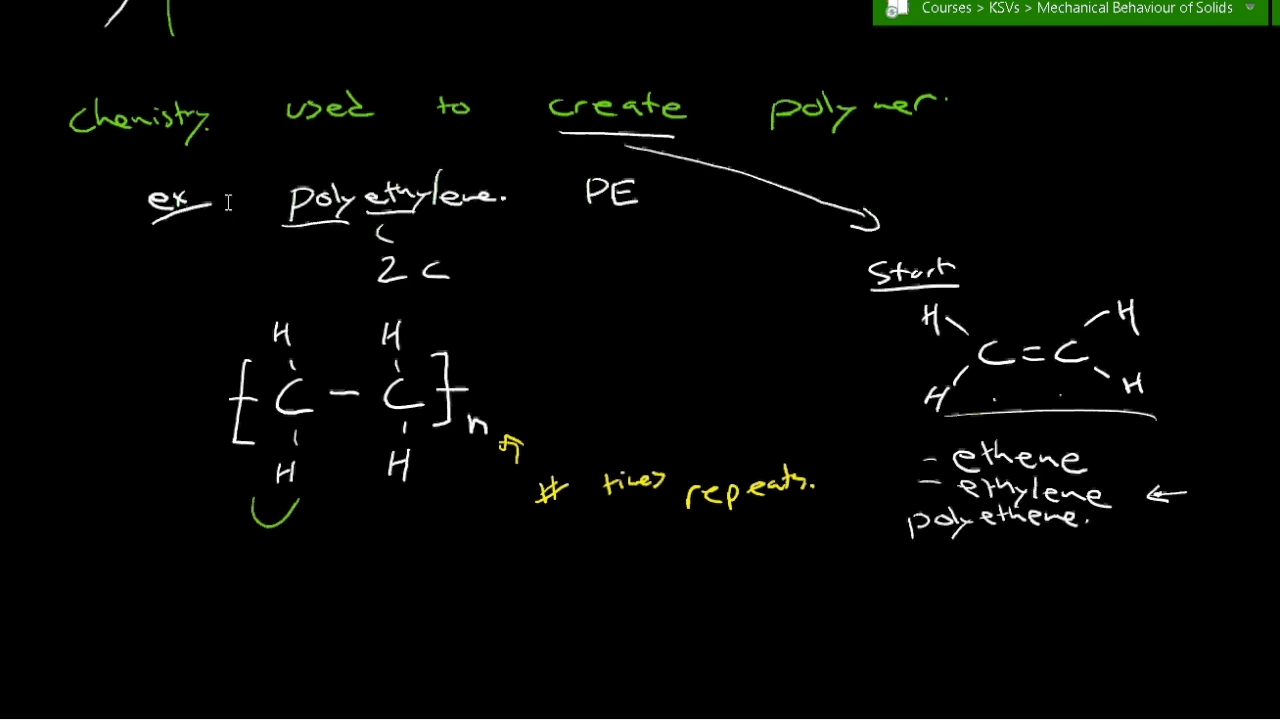 Courses > KSVs > Mechanical Behaviour of Solids
chemistry used to create polymer.
ex: polyethylene. PE
2 C
Start
H H
C = C
H H
H H
[ C - C ] n
H H
# times repeats.
- ethene
- ethylene ←
polyethene.